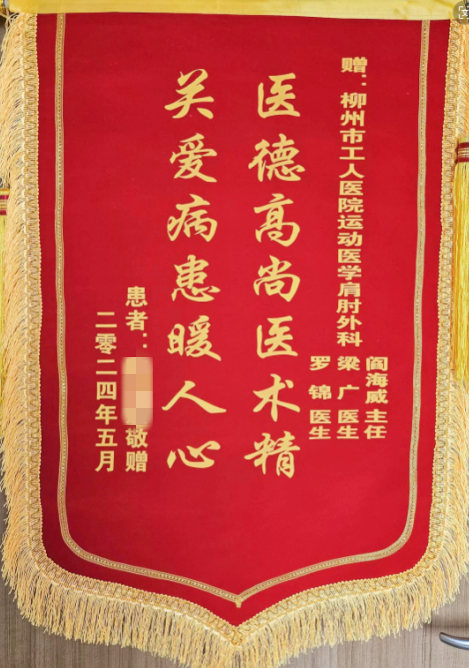 赠：柳州市工人医院运动医学肩肘外科
阎海威主任
梁广医生
罗锦医生
医德高尚医术精
关爱病患暖人心
患者：敬赠
二零二四年五月